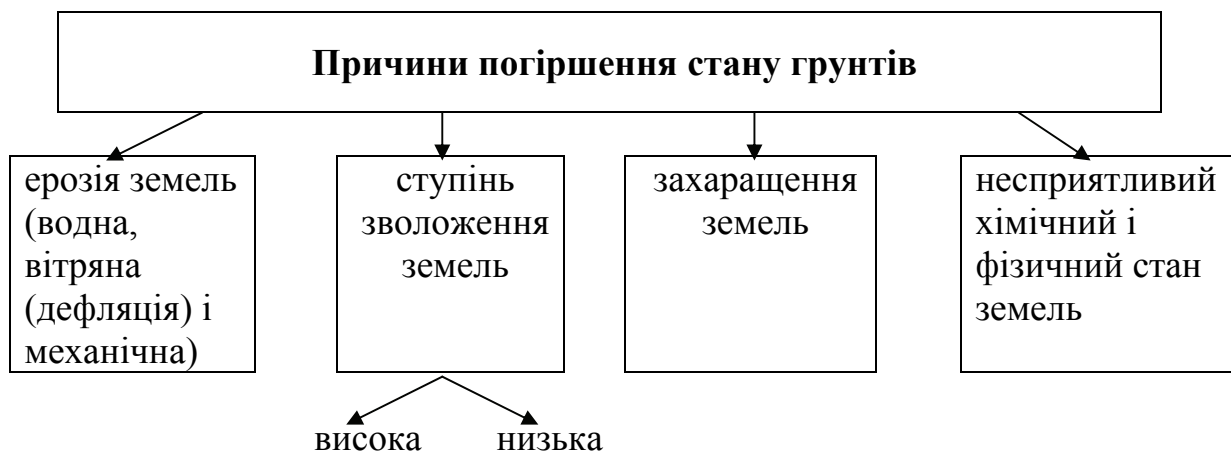 Причини погіршення стану грунтів
ерозія земель
(водна,
вітряна
(дефляція) і
механічна)
ступінь
зволоження
земель
захаращення
земель
несприятливий
хімічний і
фізичний стан
земель
висока
низька